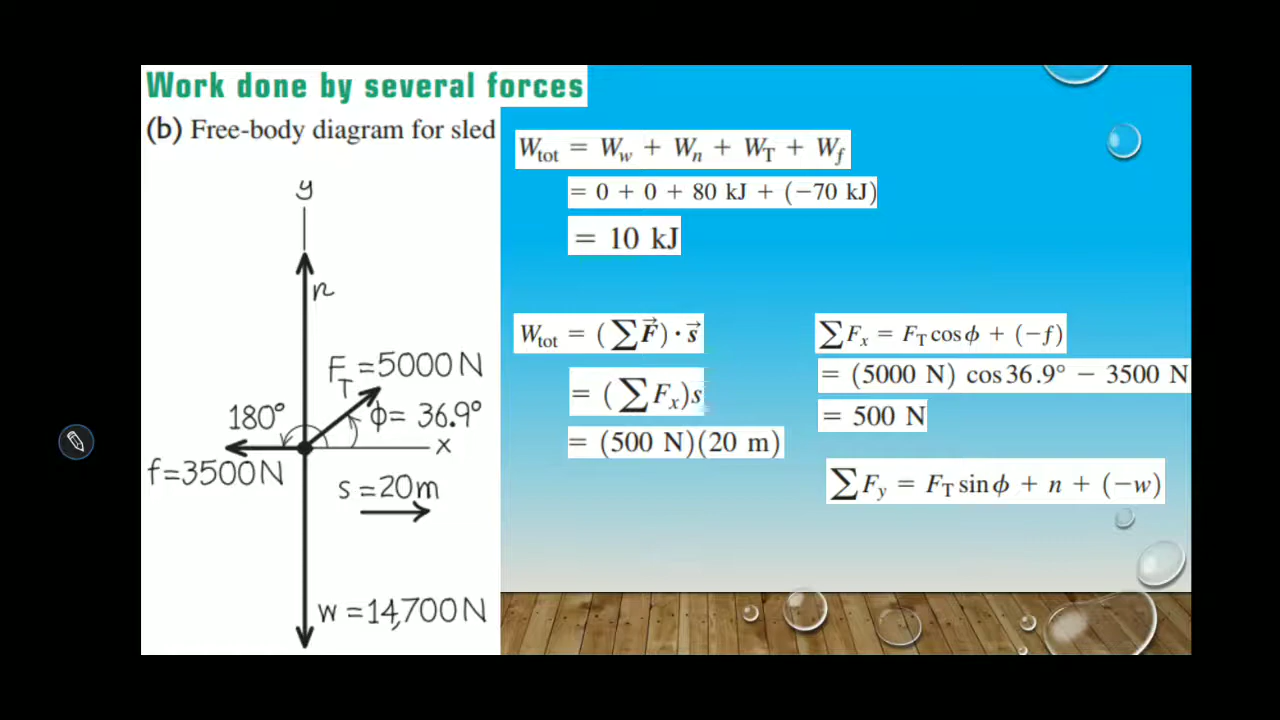 Work done by several forces
(b) Free-body diagram for sled
y
n
F_T = 5000 N
180°
ϕ = 36.9°
x
f = 3500 N
s = 20 m
w = 14,700 N
W_tot = W_w + W_n + W_T + W_f
= 0 + 0 + 80 kJ + (−70 kJ)
= 10 kJ
W_tot = (∑F⃗) · s⃗
= (∑F_x)s
= (500 N)(20 m)
∑F_x = F_T cos ϕ + (−f)
= (5000 N) cos 36.9° − 3500 N
= 500 N
∑F_y = F_T sin ϕ + n + (−w)